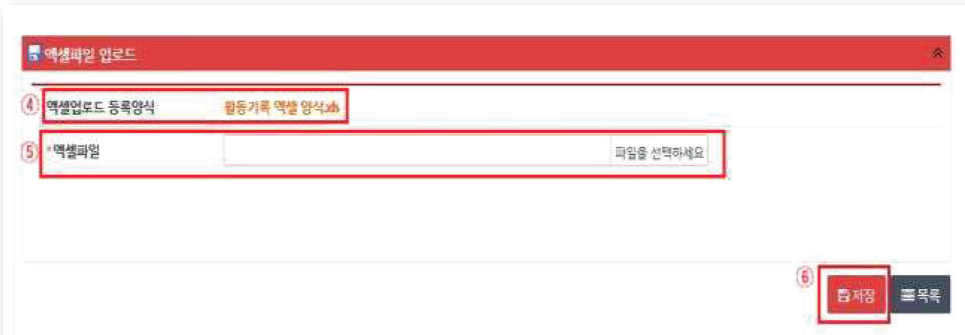 엑셀파일 업로드
④ 엑셀업로드 등록양식 활동기록 엑셀 양식.xls
⑤ *엑셀파일 파일을 선택하세요
⑥
저장 목록